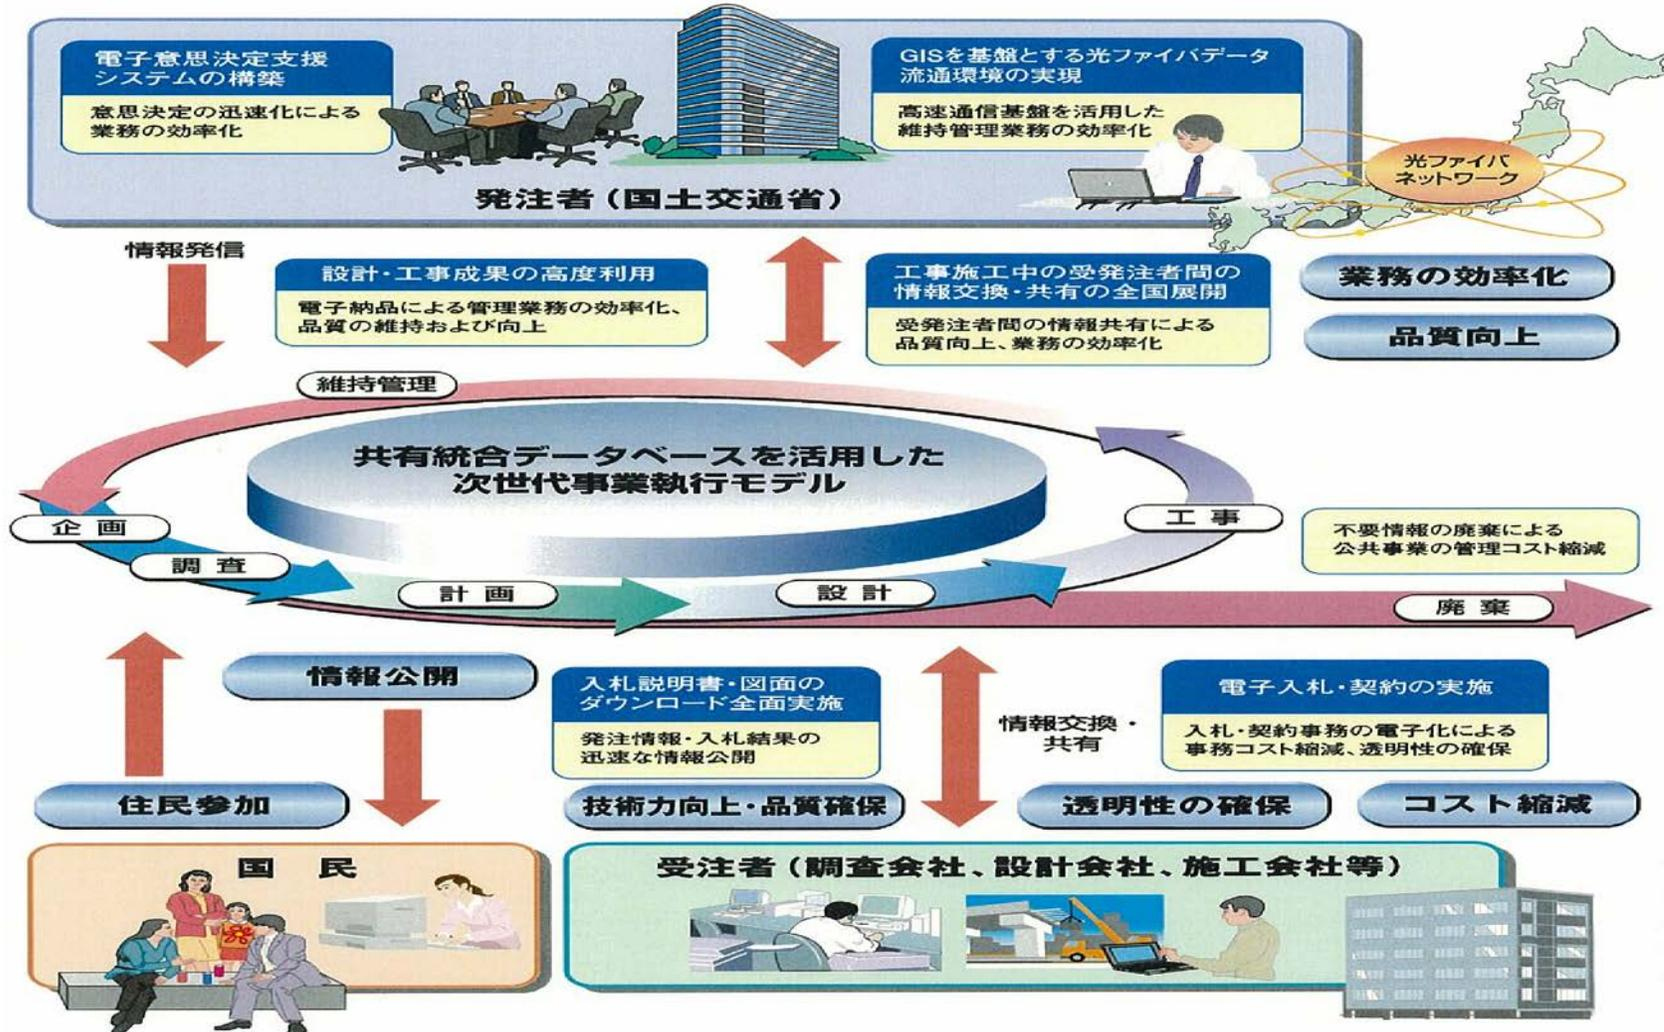 電子意思決定支援
システムの構築
意思決定の迅速化による
業務の効率化
GISを基盤とする光ファイバデータ
流通環境の実現
高速通信基盤を活用した
維持管理業務の効率化
光ファイバ
ネットワーク
発注者(国土交通省)
情報発信
設計・工事成果の高度利用
電子納品による管理業務の効率化、
品質の維持および向上
工事施工中の受発注者間の
情報交換・共有の全国展開
受発注者間の情報共有による
品質向上、業務の効率化
業務の効率化
品質向上
維持管理
共有統合データベースを活用した
次世代事業執行モデル
企画
調査
計画
設計
工事
不要情報の廃棄による
公共事業の管理コスト縮減
廃棄
情報公開
住民参加
入札説明書・図面の
ダウンロード全面実施
発注情報・入札結果の
迅速な情報公開
情報交換・
共有
電子入札・契約の実施
入札・契約事務の電子化による
事務コスト縮減、透明性の確保
技術力向上・品質確保
透明性の確保
コスト縮減
国民
受注者(調査会社、設計会社、施工会社等)